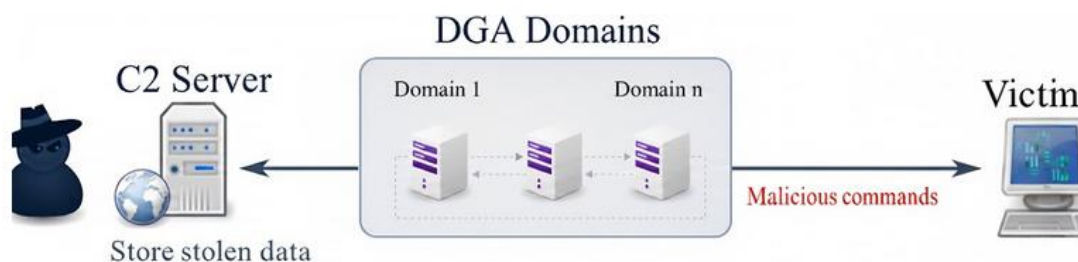 DGA Domains
C2 Server
Domain 1
Domain n
Victim
Malicious commands
Store stolen data